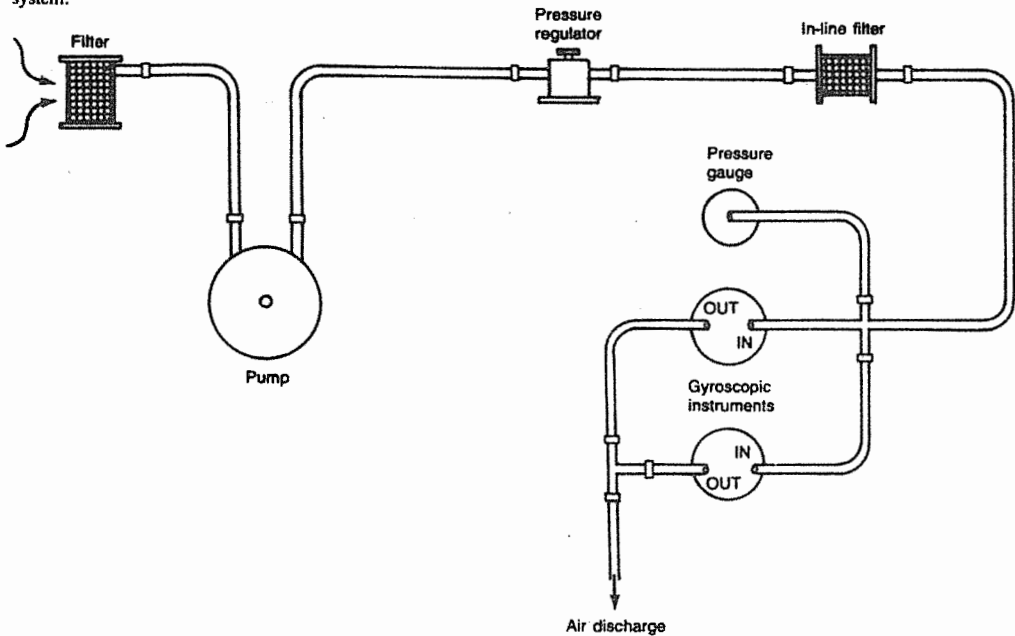 system.
Filter
Pressure
regulator
In-line filter
Pressure
gauge
OUT
IN
Pump
Gyroscopic
instruments
IN
OUT
Air discharge